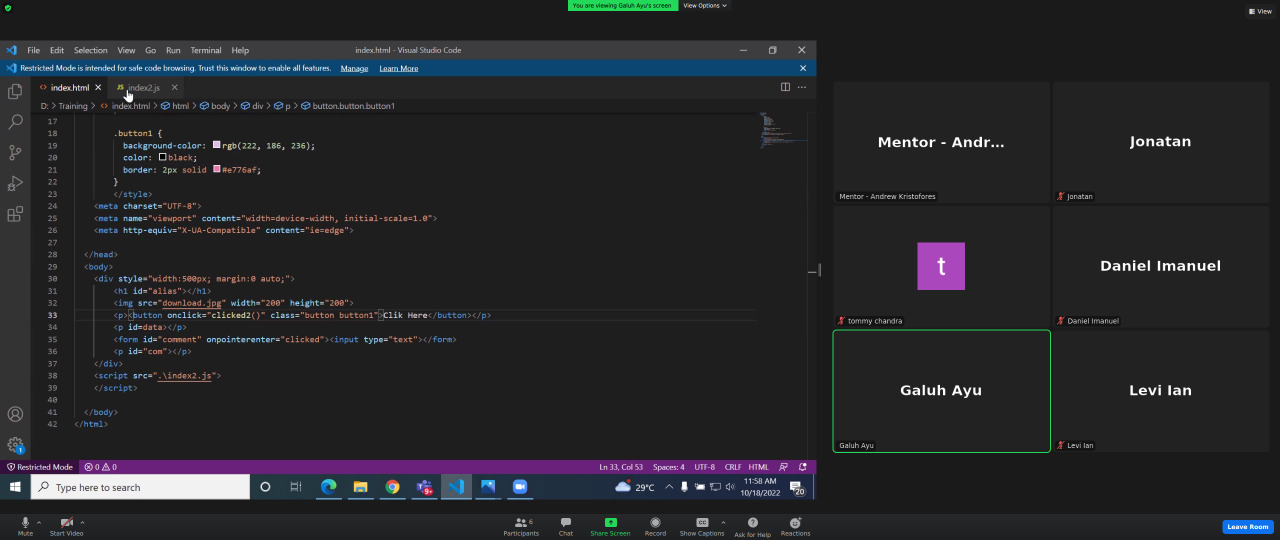 You are viewing Galuh Ayu's screen
View Options
View
File Edit Selection View Go Run Terminal Help
index.html - Visual Studio Code
Restricted Mode is intended for safe code browsing. Trust this window to enable all features. Manage Learn More
index.html
JS index2.js
D: > Training > index.html > html > body > div > p > button.button.button1
17
18 .button1 {
19 background-color: rgb(222, 186, 236);
20 color: black;
21 border: 2px solid #e776af;
22 }
23 </style>
24 <meta charset="UTF-8">
25 <meta name="viewport" content="width=device-width, initial-scale=1.0">
26 <meta http-equiv="X-UA-Compatible" content="ie=edge">
27
28 </head>
29 <body>
30 <div style="width:500px; margin:0 auto;">
31 <h1 id="alias"></h1>
32 <img src="download.jpg" width="200" height="200">
33 <p><button onclick="clicked2()" class="button button1">Clik Here</button></p>
34 <p id=data></p>
35 <form id="comment" onpointerenter="clicked"><input type="text"></form>
36 <p id="com"></p>
37 </div>
38 <script src=".\index2.js">
39 </script>
40
41 </body>
42 </html>
Restricted Mode 0 0
Ln 33, Col 53 Spaces: 4 UTF-8 CRLF HTML
Type here to search
9+
29°C
11:58 AM
10/18/2022
20
Mentor - Andr...
Mentor - Andrew Kristofores
Jonatan
Jonatan
t
tommy chandra
Daniel Imanuel
Daniel Imanuel
Galuh Ayu
Galuh Ayu
Levi Ian
Levi Ian
Mute
Start Video
6
Participants
Chat
Share Screen
Record
CC
Show Captions
Ask for Help
Reactions
Leave Room